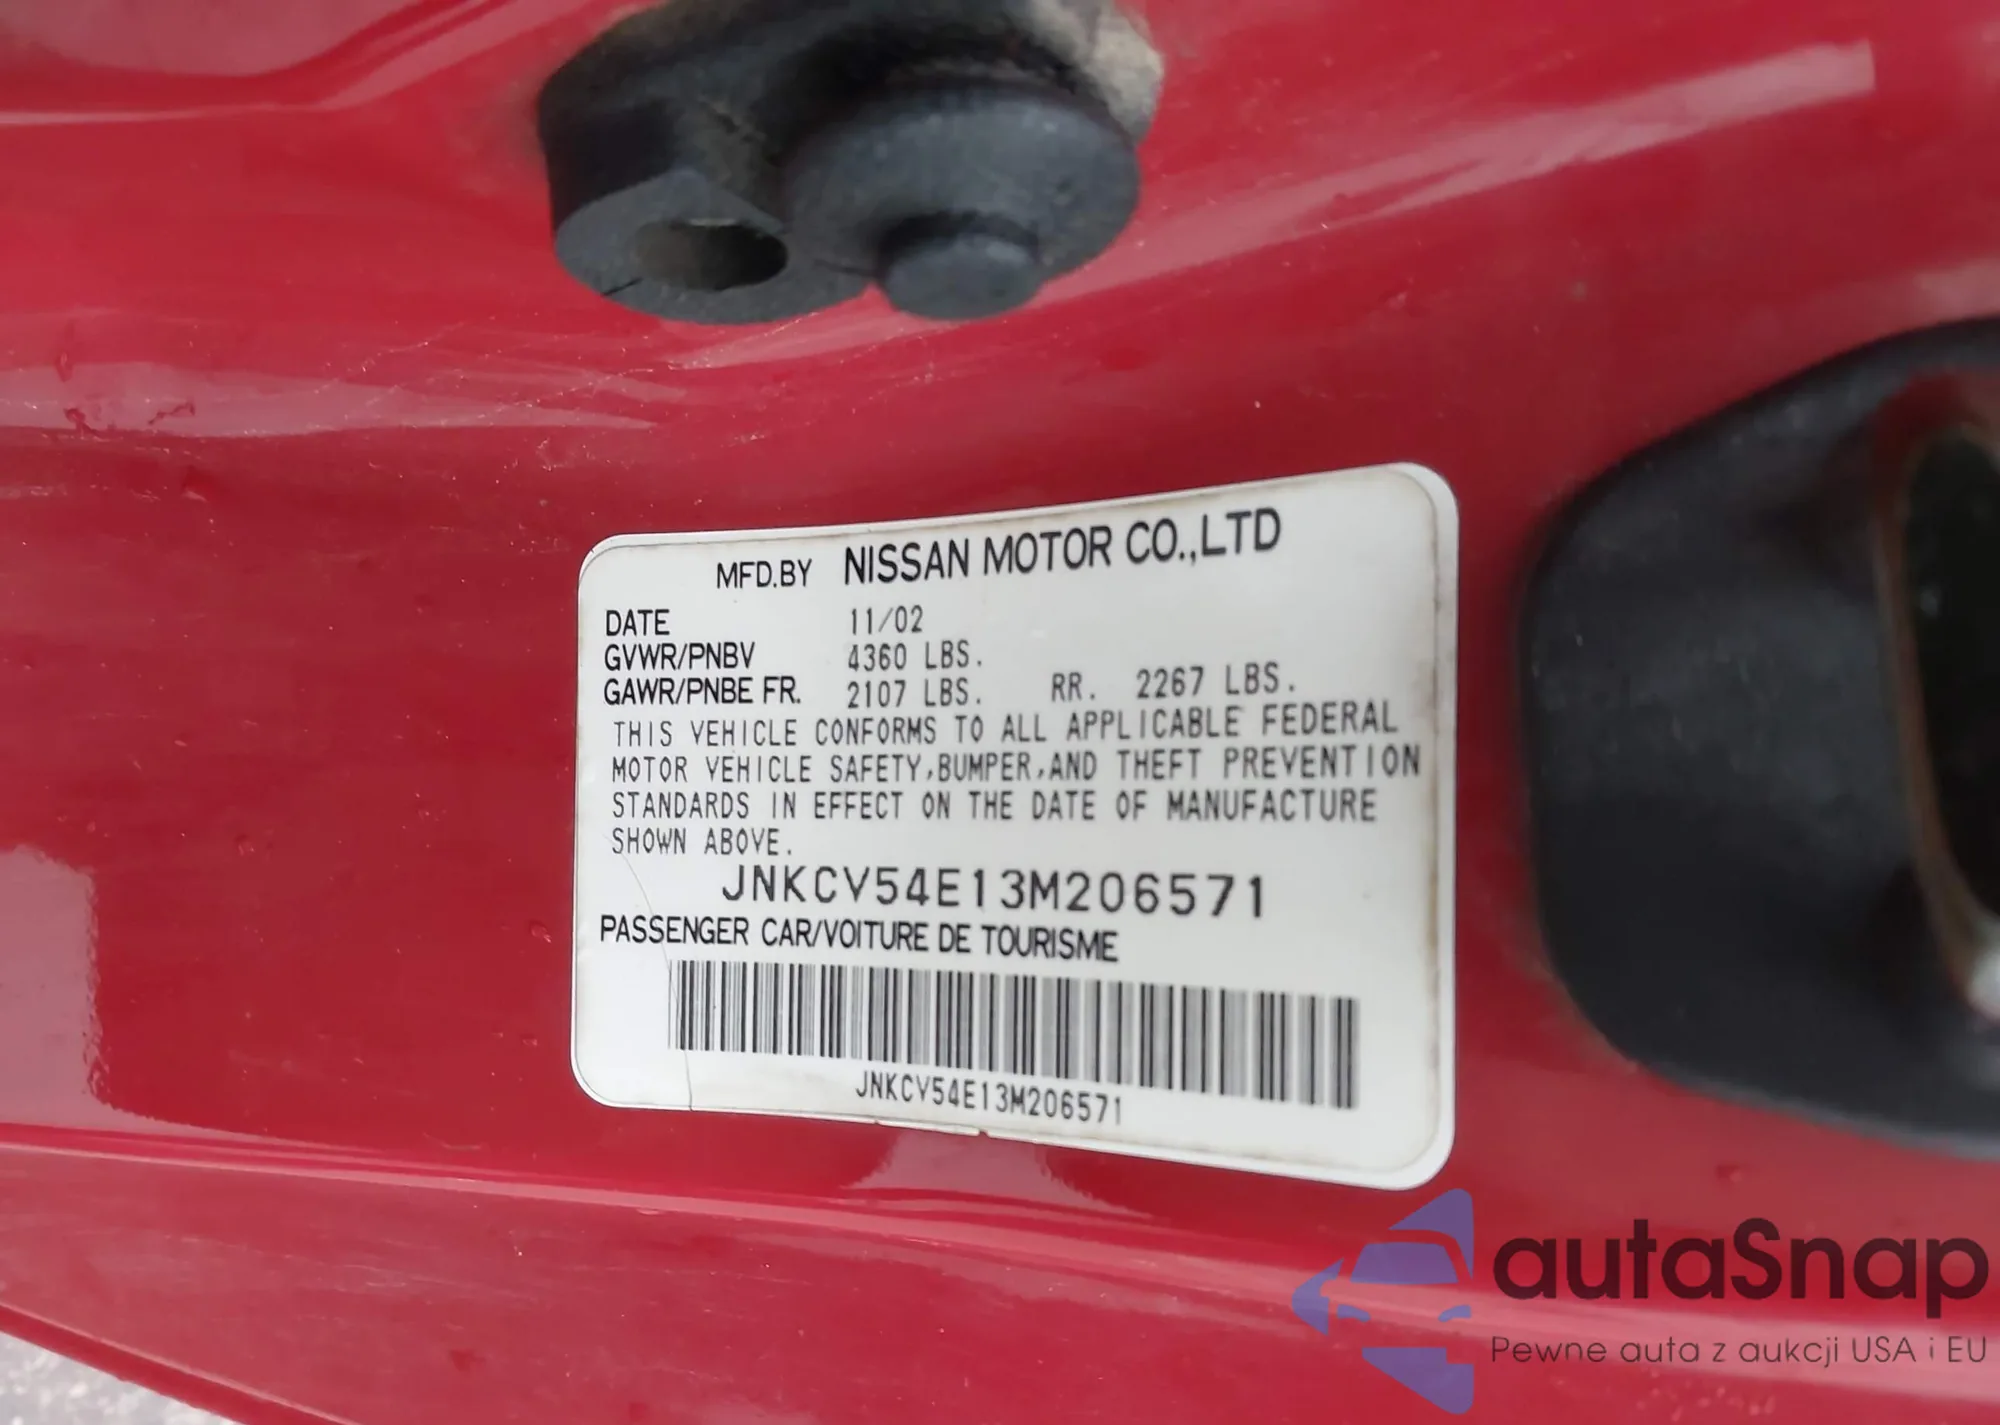 MFD.BY NISSAN MOTOR CO.,LTD
DATE 11/02
GVWR/PNBV 4360 LBS.
GAWR/PNBE FR. 2107 LBS. RR. 2267 LBS.
THIS VEHICLE CONFORMS TO ALL APPLICABLE FEDERAL
MOTOR VEHICLE SAFETY,BUMPER,AND THEFT PREVENTION
STANDARDS IN EFFECT ON THE DATE OF MANUFACTURE
SHOWN ABOVE.
JNKCV54E13M206571
PASSENGER CAR/VOITURE DE TOURISME
JNKCV54E13M206571
autaSnap
Pewne auta z aukcji USA i EU